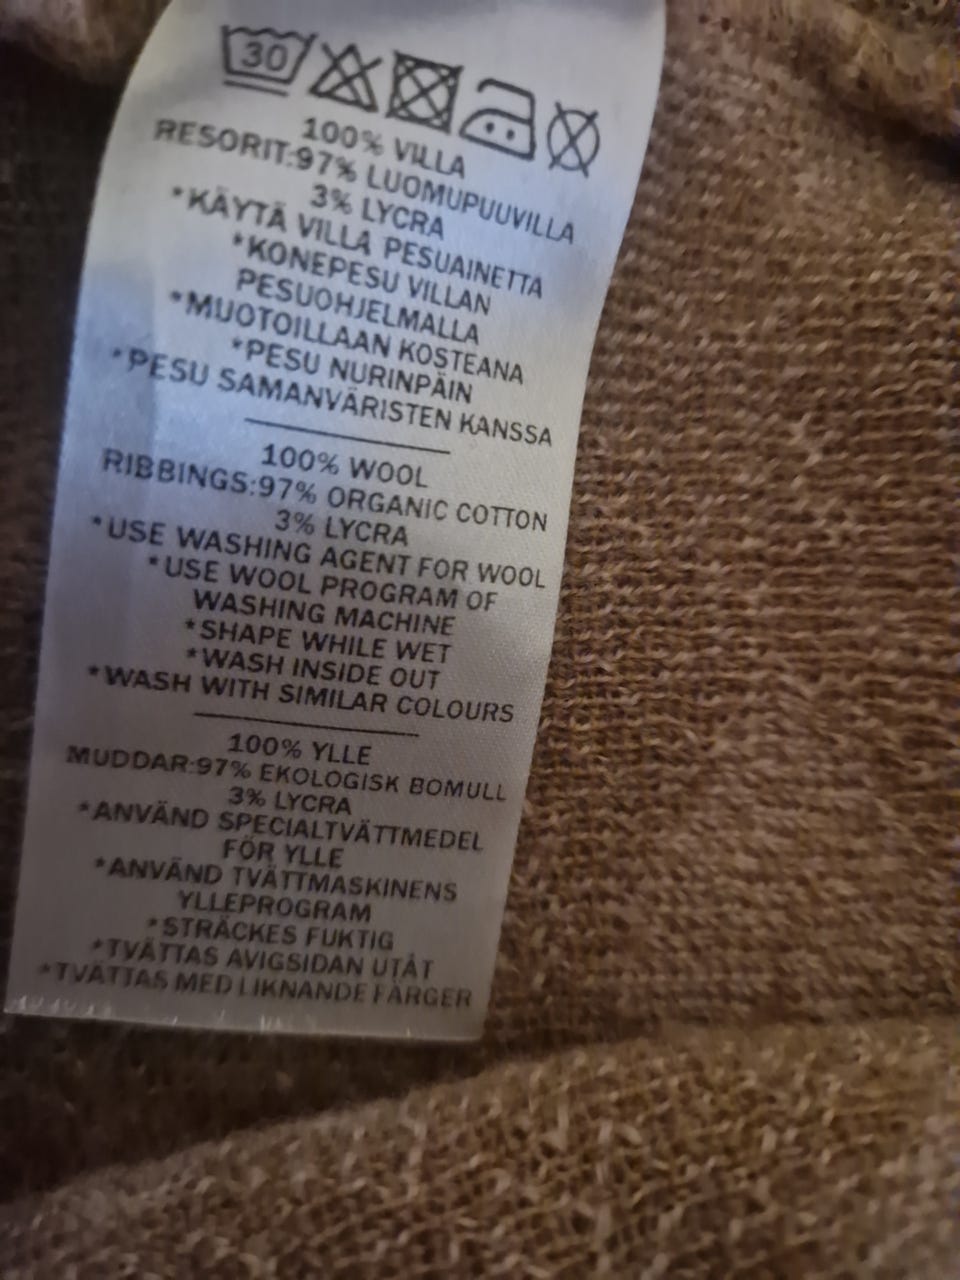 30
100% VILLA
RESORIT:97% LUOMUPUUVILLA
3% LYCRA
*KÄYTÄ VILLA PESUAINETTA
*KONEPESU VILLAN
PESUOHJELMALLA
*MUOTOILLAAN KOSTEANA
*PESU NURINPÄIN
*PESU SAMANVÄRISTEN KANSSA
100% WOOL
RIBBINGS:97% ORGANIC COTTON
3% LYCRA
*USE WASHING AGENT FOR WOOL
*USE WOOL PROGRAM OF
WASHING MACHINE
*SHAPE WHILE WET
*WASH INSIDE OUT
*WASH WITH SIMILAR COLOURS
100% YLLE
MUDDAR:97% EKOLOGISK BOMULL
3% LYCRA
*ANVÄND SPECIALTVÄTTMEDEL
FÖR YLLE
*ANVÄND TVÄTTMASKINENS
YLLEPROGRAM
*STRÄCKES FUKTIG
*TVÄTTAS AVIGSIDAN UTÅT
*TVÄTTAS MED LIKNANDE FÄRGER